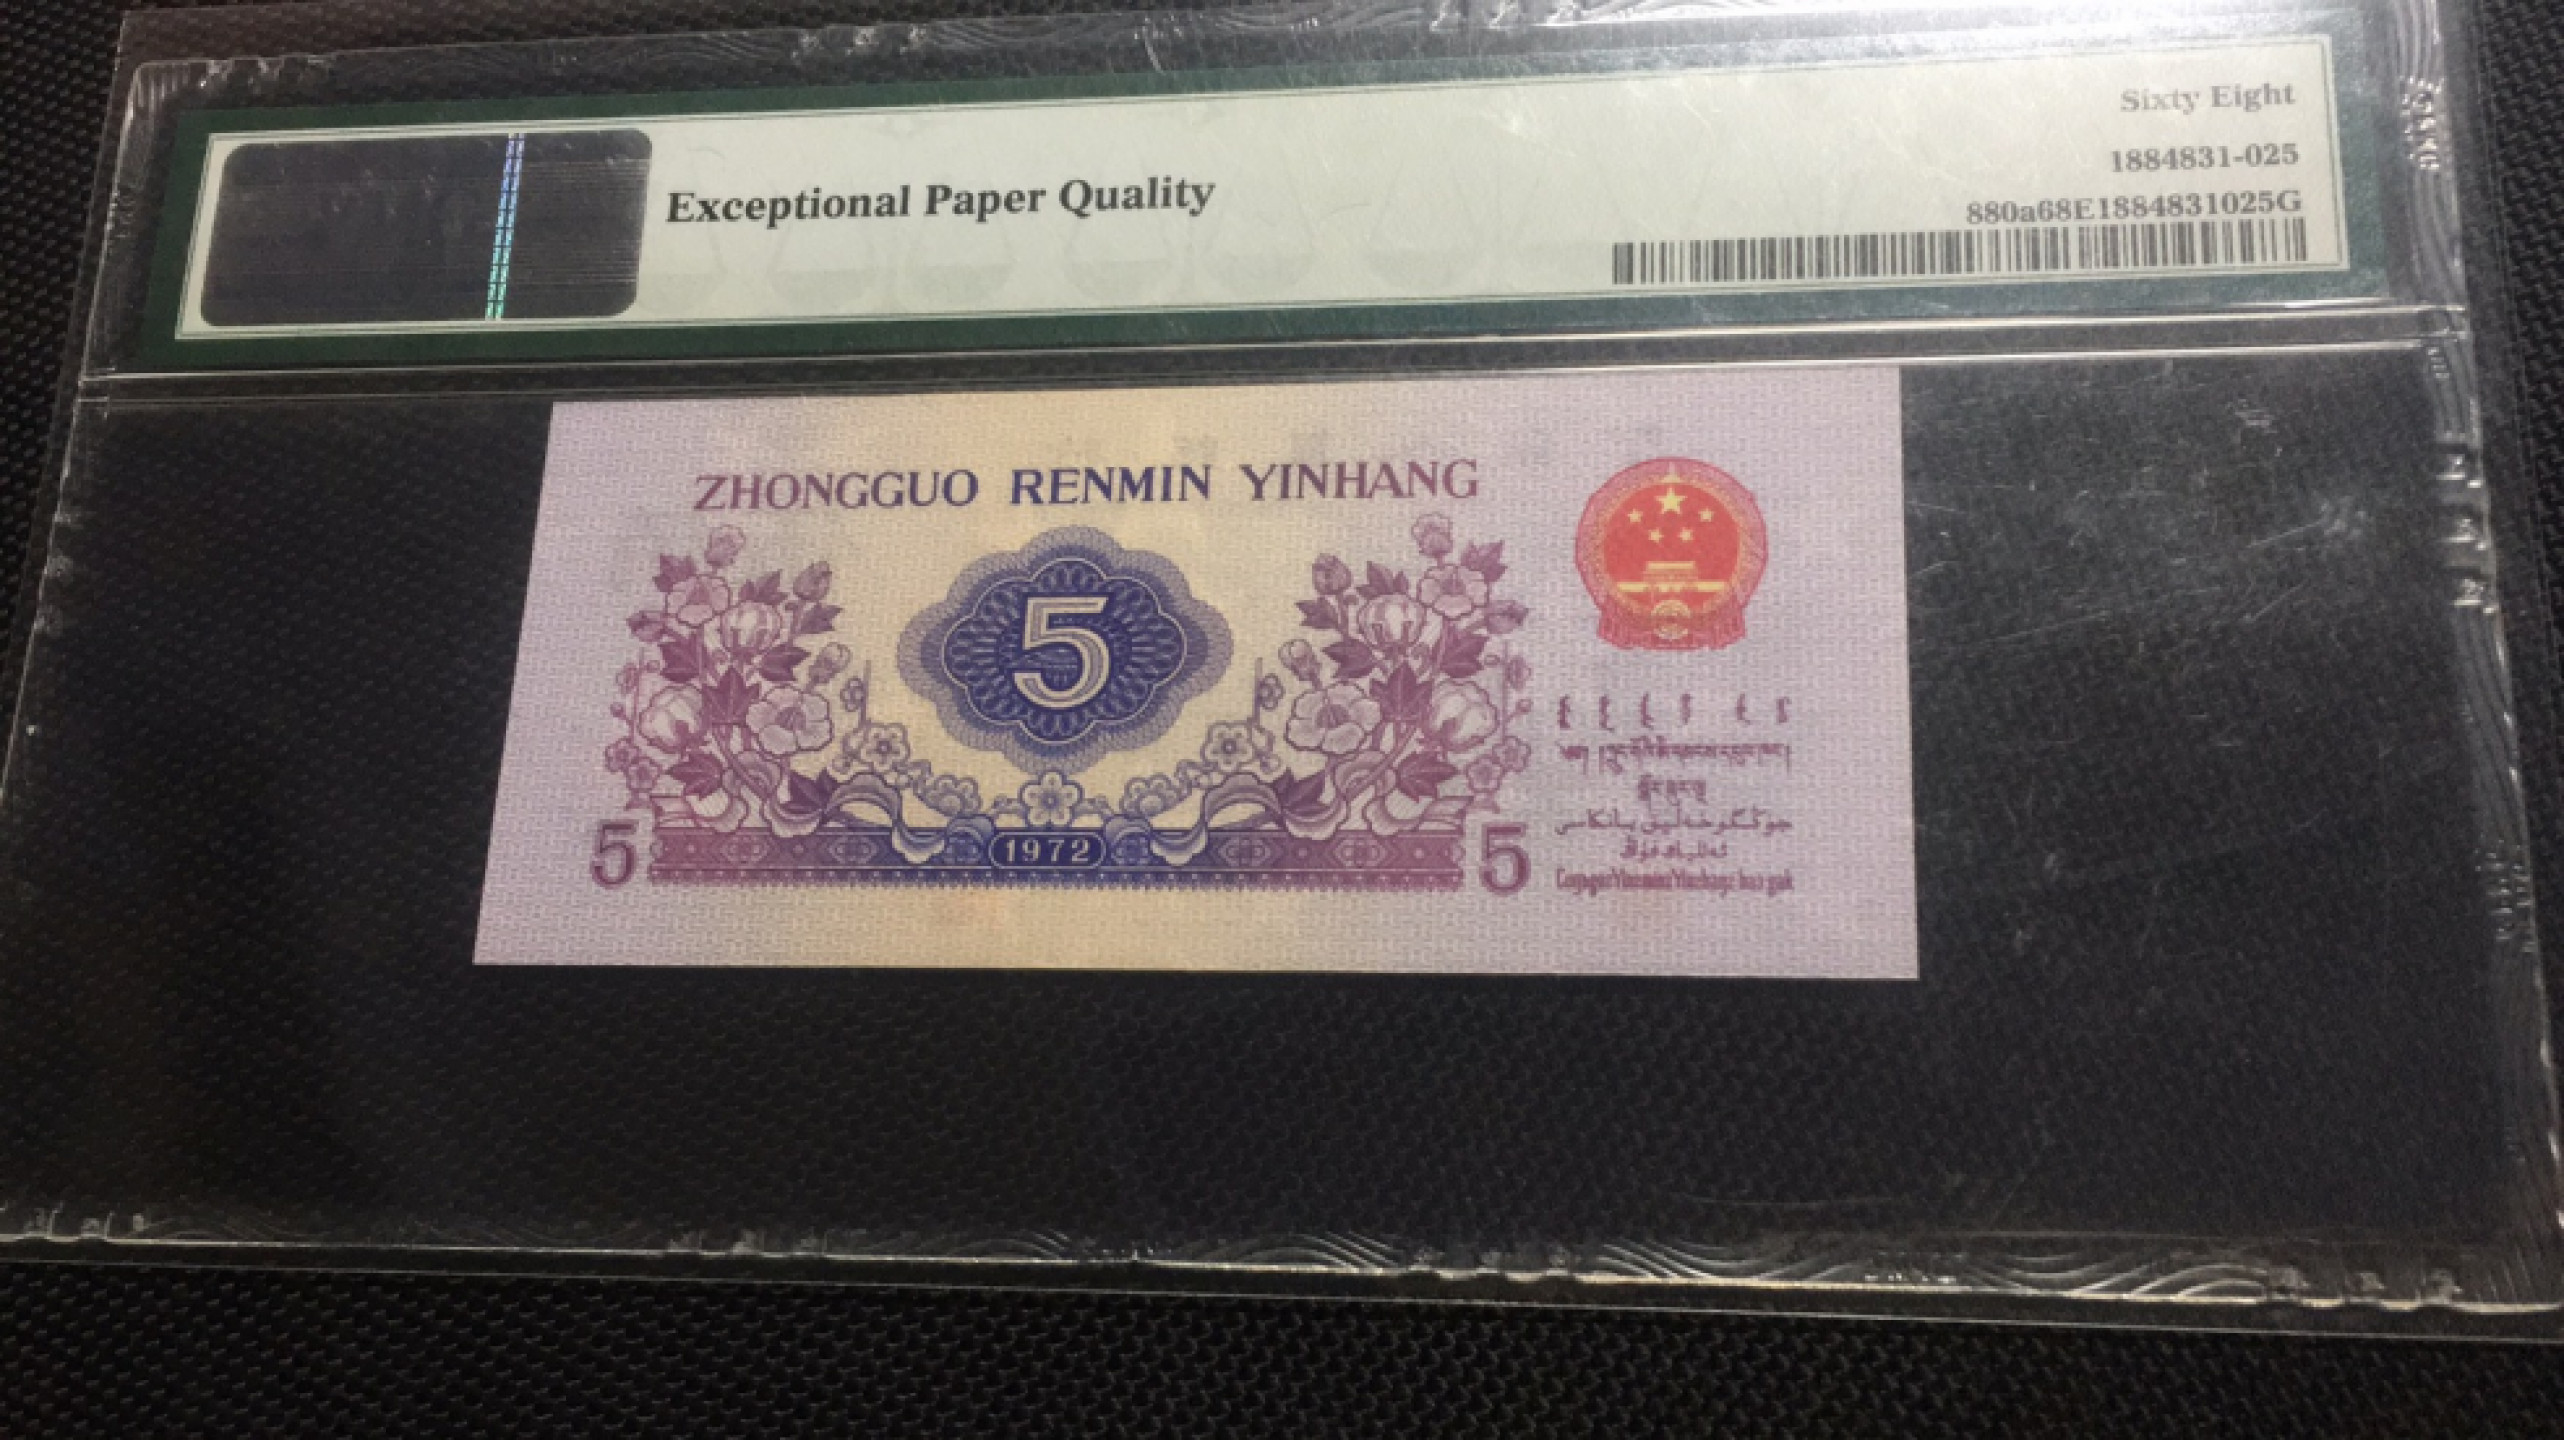 Sixty Eight
1884831-025
Exceptional Paper Quality
880a68E1884831025G
ZHONGGUO RENMIN YINHANG
5
1972
5 5